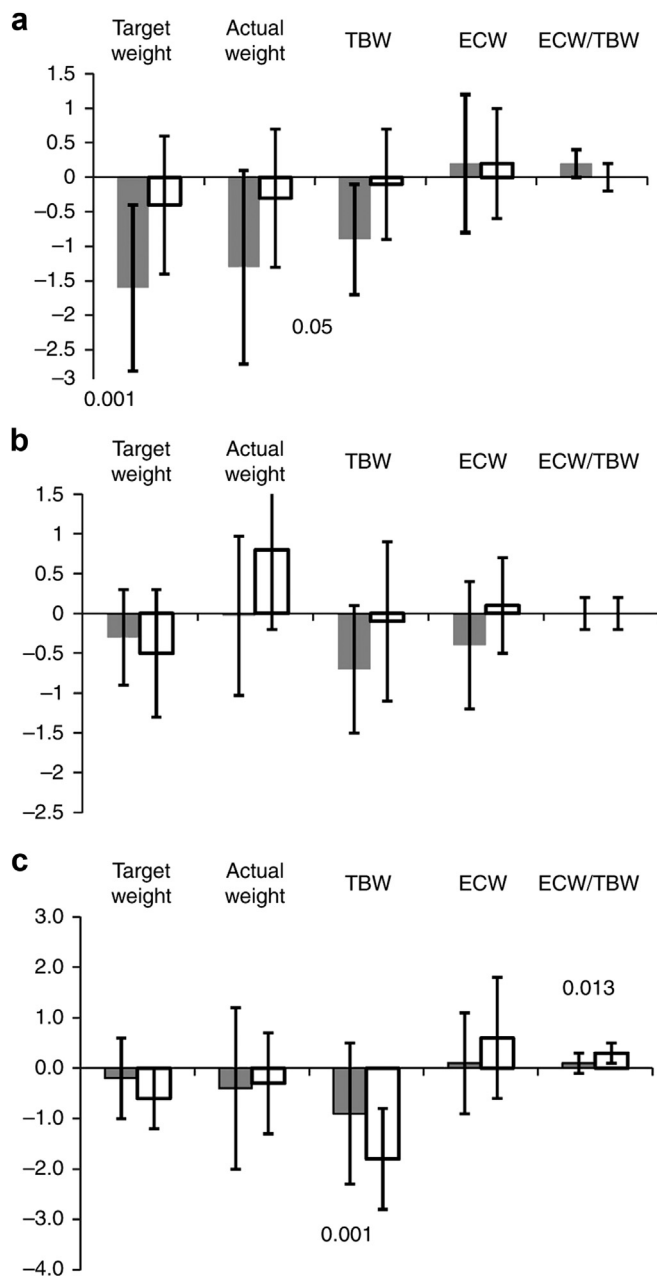 a
Target weight
Actual weight
TBW
ECW
ECW/TBW
1.5
1
0.5
0
−0.5
−1
−1.5
−2
−2.5
−3
0.05
0.001
b
Target weight
Actual weight
TBW
ECW
ECW/TBW
1.5
1
0.5
0
−0.5
−1
−1.5
−2
−2.5
c
Target weight
Actual weight
TBW
ECW
ECW/TBW
3.0
2.0
1.0
0.0
−1.0
−2.0
−3.0
−4.0
0.013
0.001